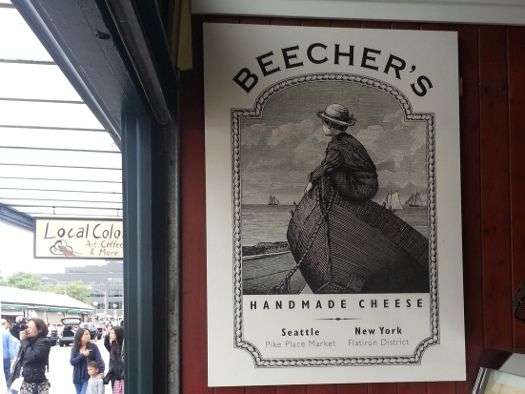 BEECHER'S
HANDMADE CHEESE
Seattle
Pike Place Market
New York
Flatiron District
Local Colo
Art, Coffee
& More